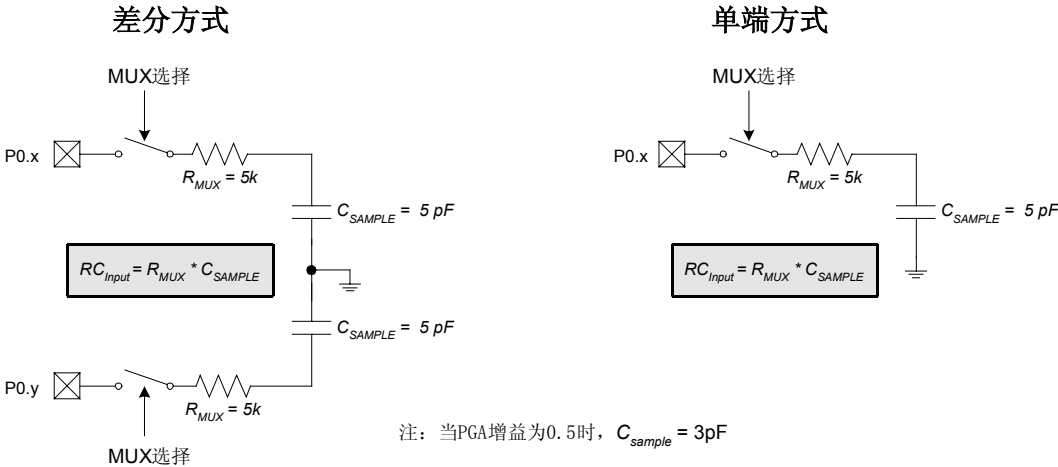 差分方式
MUX选择
P0.x
R_MUX = 5k
C_SAMPLE = 5 pF
RC_Input = R_MUX * C_SAMPLE
C_SAMPLE = 5 pF
P0.y
R_MUX = 5k
MUX选择
单端方式
MUX选择
P0.x
R_MUX = 5k
C_SAMPLE = 5 pF
RC_Input = R_MUX * C_SAMPLE
注：当PGA增益为0.5时，C_sample = 3pF